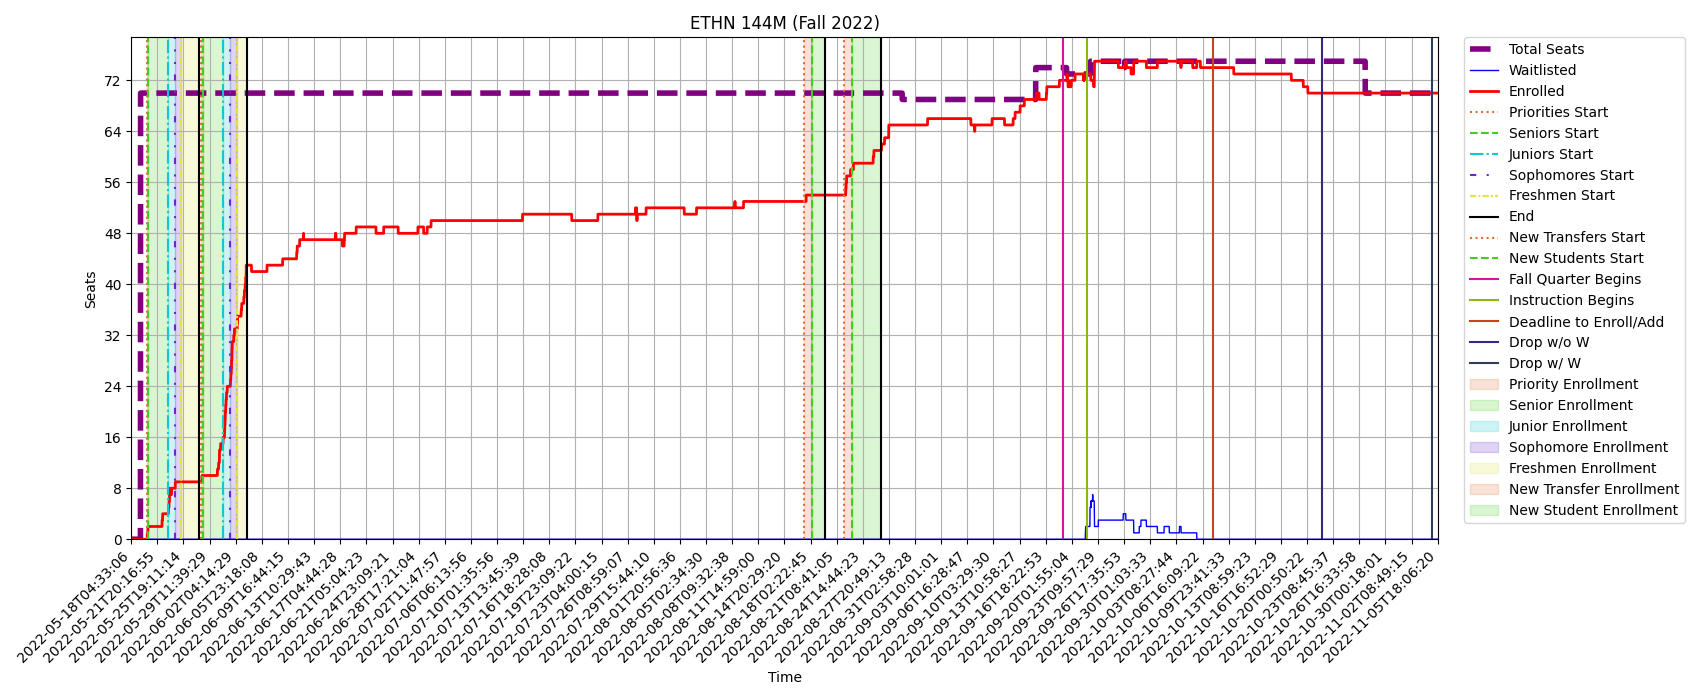 ETHN 144M (Fall 2022)
Seats
72
64
56
48
40
32
24
16
8
0
2022-05-18T04:33:06
2022-05-21T20:16:55
2022-05-25T19:11:14
2022-05-29T11:39:29
2022-06-02T04:14:29
2022-06-05T23:18:08
2022-06-09T16:44:15
2022-06-13T10:29:43
2022-06-17T04:44:28
2022-06-21T05:04:23
2022-06-24T23:09:21
2022-06-28T17:21:04
2022-07-02T11:47:57
2022-07-06T06:13:56
2022-07-10T01:35:56
2022-07-13T13:45:39
2022-07-16T18:28:08
2022-07-19T23:09:22
2022-07-23T04:00:15
2022-07-26T08:59:07
2022-07-29T15:44:10
2022-08-01T20:56:36
2022-08-05T02:34:30
2022-08-08T09:32:38
2022-08-11T14:59:00
2022-08-14T20:29:20
2022-08-18T02:22:45
2022-08-21T08:41:05
2022-08-24T14:44:23
2022-08-27T20:49:13
2022-08-31T02:58:28
2022-09-03T10:01:01
2022-09-06T16:28:47
2022-09-10T03:29:30
2022-09-13T10:58:27
2022-09-16T18:22:53
2022-09-20T01:55:04
2022-09-23T09:57:29
2022-09-26T17:35:53
2022-09-30T01:03:33
2022-10-03T08:27:44
2022-10-06T16:09:22
2022-10-09T23:41:33
2022-10-13T08:59:23
2022-10-16T16:52:29
2022-10-20T00:50:22
2022-10-23T08:45:37
2022-10-26T16:33:58
2022-10-30T00:18:01
2022-11-02T08:49:15
2022-11-05T18:06:20
Time
Total Seats
Waitlisted
Enrolled
Priorities Start
Seniors Start
Juniors Start
Sophomores Start
Freshmen Start
End
New Transfers Start
New Students Start
Fall Quarter Begins
Instruction Begins
Deadline to Enroll/Add
Drop w/o W
Drop w/ W
Priority Enrollment
Senior Enrollment
Junior Enrollment
Sophomore Enrollment
Freshmen Enrollment
New Transfer Enrollment
New Student Enrollment